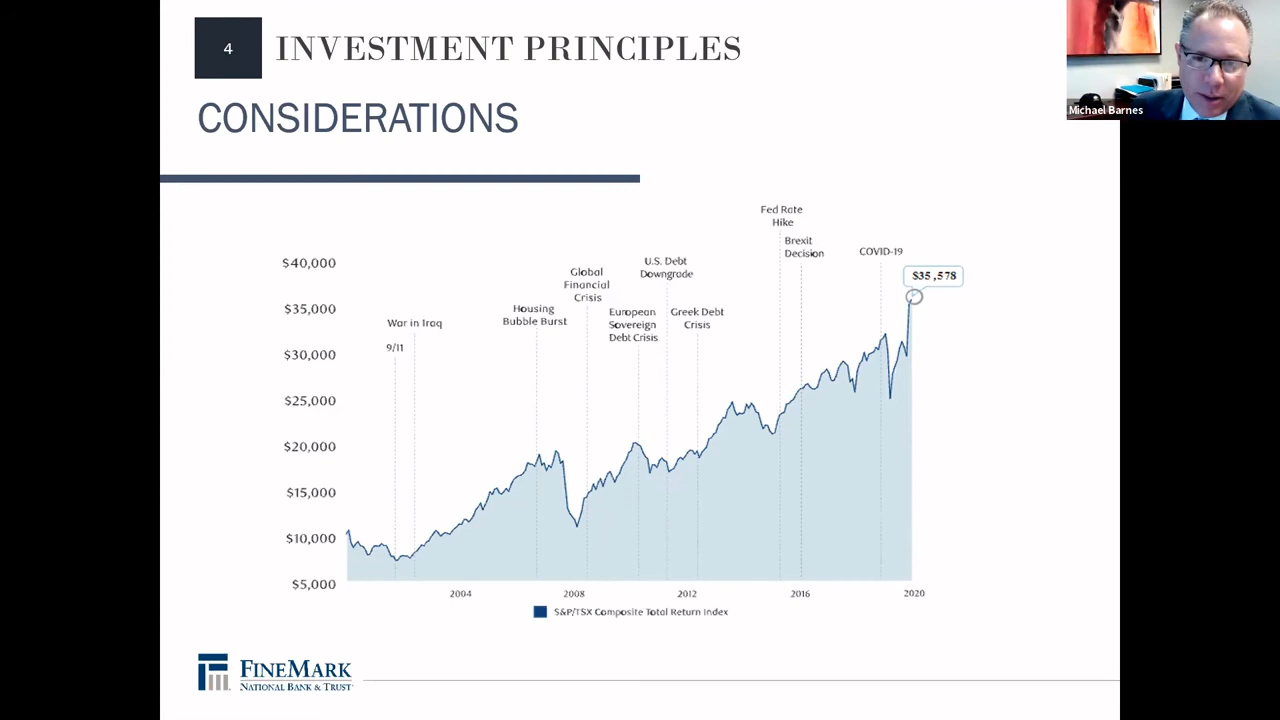 4
INVESTMENT PRINCIPLES
CONSIDERATIONS
Michael Barnes
Fed Rate
Hike
Brexit
Decision
COVID-19
U.S. Debt
Downgrade
Global
Financial
Crisis
$35,578
Housing
Bubble Burst
European
Sovereign
Debt Crisis
Greek Debt
Crisis
War in Iraq
9/11
$40,000
$35,000
$30,000
$25,000
$20,000
$15,000
$10,000
$5,000
2004 2008 2012 2016 2020
S&P/TSX Composite Total Return Index
FINEMARK
NATIONAL BANK & TRUST